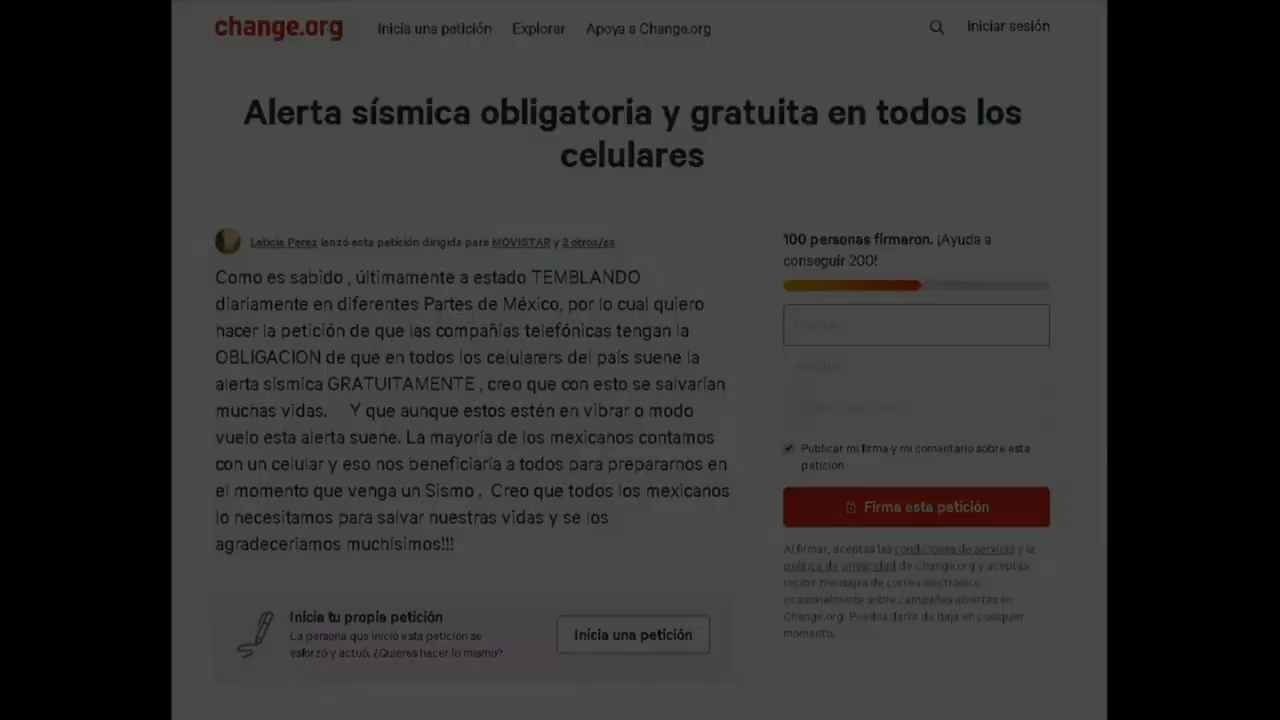 change.org
Inicia una petición
Explorar
Apoya a Change.org
Iniciar sesión
Alerta sísmica obligatoria y gratuita en todos los
celulares
Leticia Perez lanzó esta petición dirigida para MOVISTAR y 2 otros/as
Como es sabido , últimamente a estado TEMBLANDO
diariamente en diferentes Partes de México, por lo cual quiero
hacer la petición de que las compañías telefónicas tengan la
OBLIGACION de que en todos los celularers del país suene la
alerta sísmica GRATUITAMENTE , creo que con esto se salvarían
muchas vidas. Y que aunque estos estén en vibrar o modo
vuelo esta alerta suene. La mayoría de los mexicanos contamos
con un celular y eso nos beneficiaría a todos para prepararnos en
el momento que venga un Sismo . Creo que todos los mexicanos
lo necesitamos para salvar nuestras vidas y se los
agradeceriamos muchísimos!!!
Inicia tu propia petición
La persona que inició esta petición se
esforzó y actuó. ¿Quieres hacer lo mismo?
Inicia una petición
100 personas firmaron. ¡Ayuda a
conseguir 200!
Publicar mi firma y mi comentario sobre esta
petición
Firma esta petición
Al firmar, aceptas las condiciones de servicio y la
política de privacidad de Change.org y aceptas
recibir mensajes de correo electrónico
ocasionalmente sobre campañas abiertas en
Change.org. Puedes darte de baja en cualquier
momento.